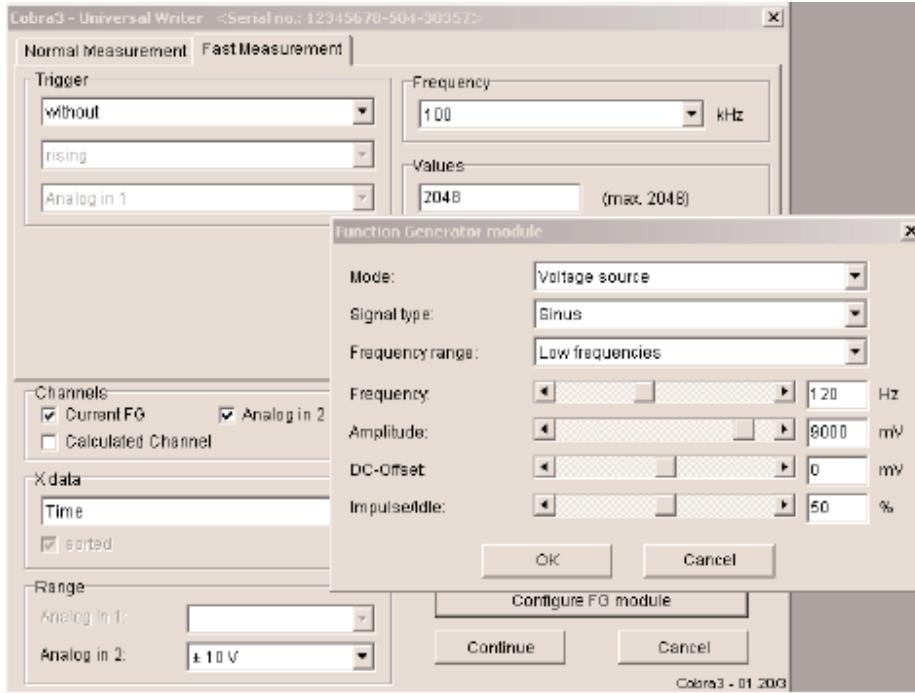 Cobra3 - Universal Writer <Serial no.: 12345678-504-30357>
Normal Measurement
Fast Measurement
Trigger
without
rising
Analog in 1
Frequency
100
kHz
Values
2048
(max. 2048)
Function Generator module
Mode:
Voltage source
Signal type:
Sinus
Frequency range:
Low frequencies
Frequency:
120
Hz
Amplitude:
9000
mV
DC-Offset:
0
mV
Impulse/Idle:
50
%
OK
Cancel
Channels
Current FG
Analog in 2
Calculated Channel
X data
Time
sorted
Range
Analog in 1:
Analog in 2:
± 10 V
Configure FG module
Continue
Cancel
Cobra3 - 01.20/3